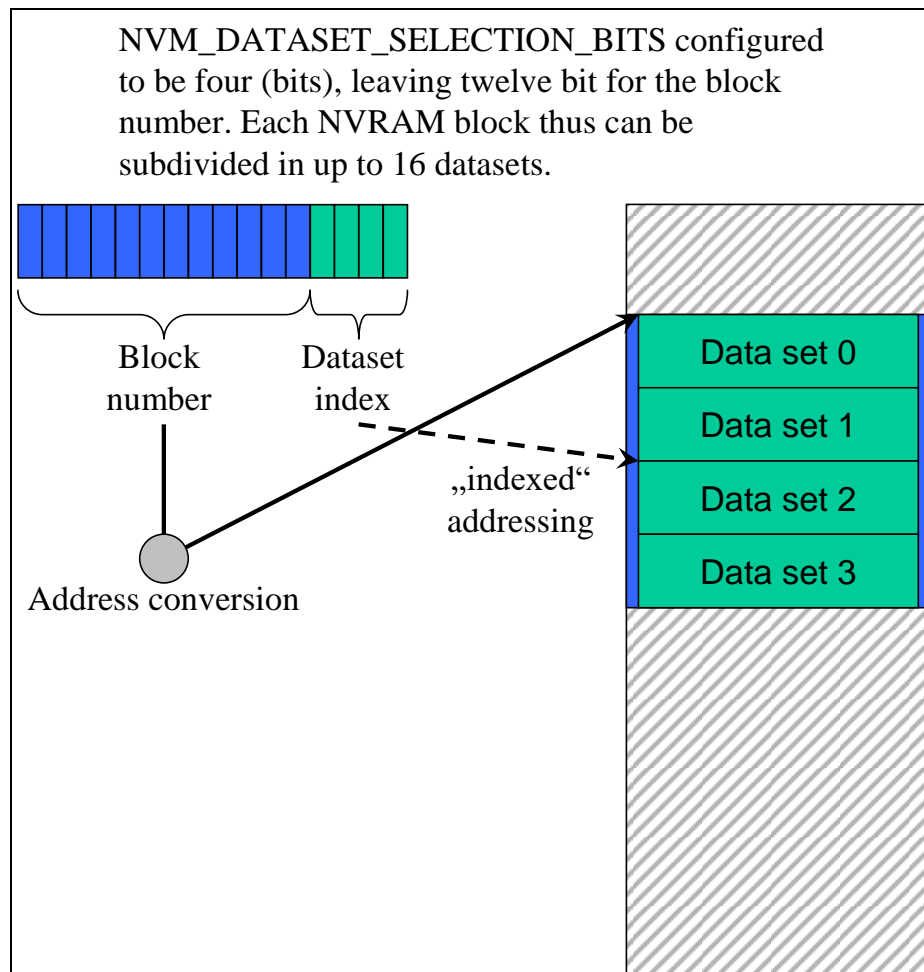 NVM_DATASET_SELECTION_BITS configured
to be four (bits), leaving twelve bit for the block
number. Each NVRAM block thus can be
subdivided in up to 16 datasets.
Block
number
Dataset
index
„indexed“
addressing
Address conversion
Data set 0
Data set 1
Data set 2
Data set 3